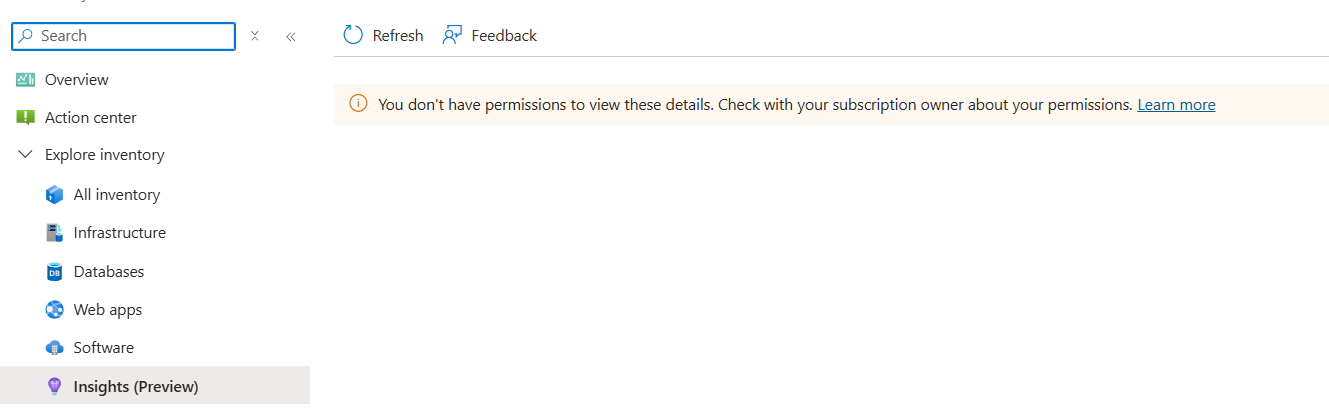 Search
Refresh
Feedback
Overview
You don't have permissions to view these details. Check with your subscription owner about your permissions. Learn more
Action center
Explore inventory
All inventory
Infrastructure
DB
Databases
Web apps
Software
Insights (Preview)